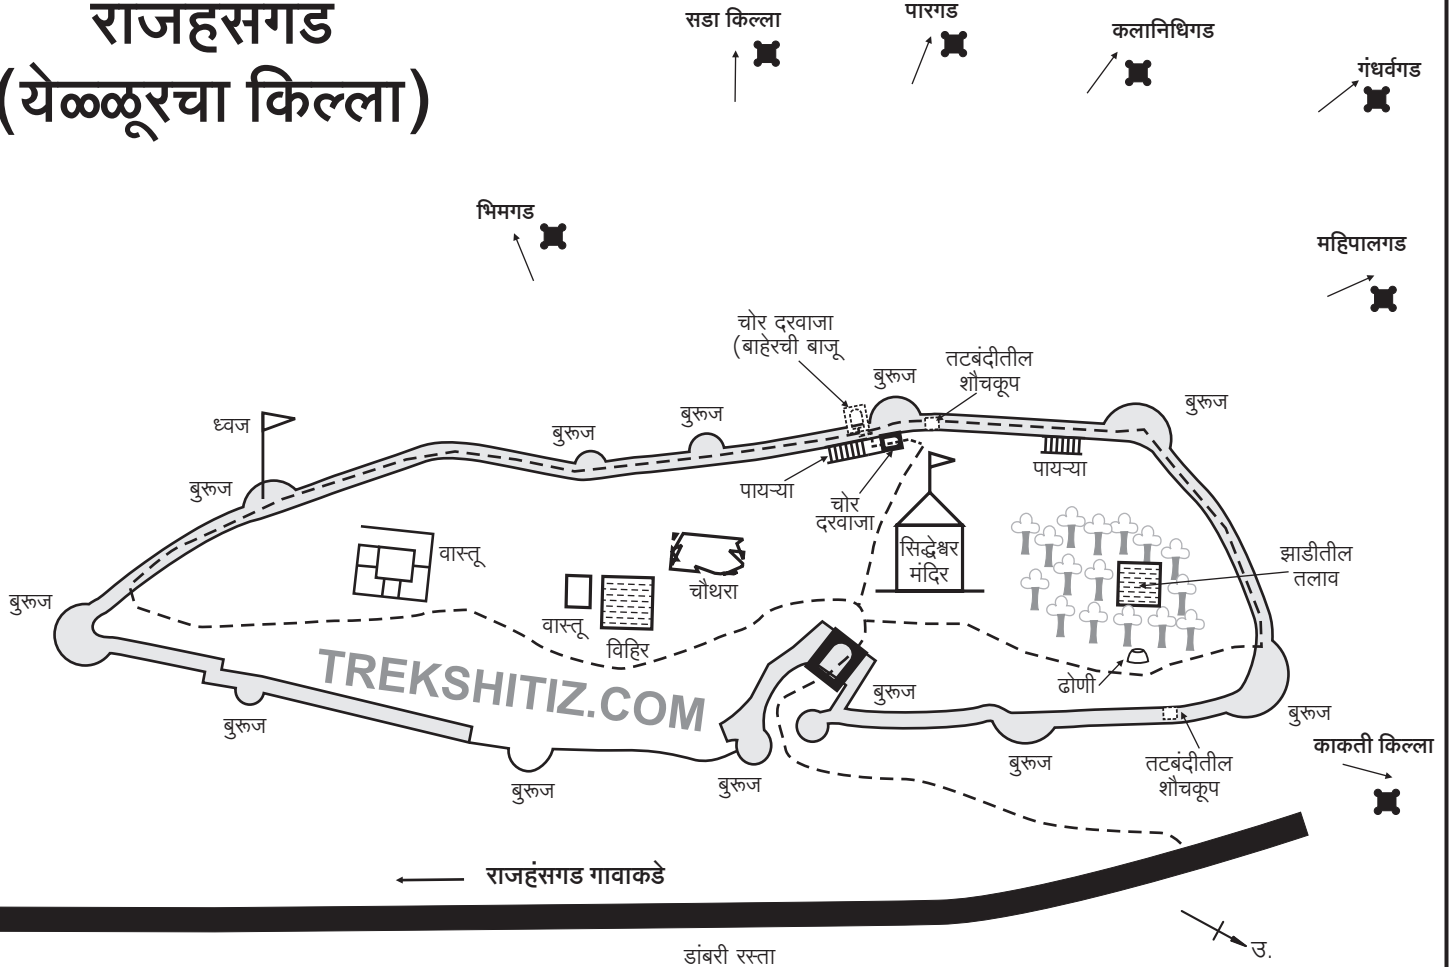 राजहंसगड
(येळ्ळूरचा किल्ला)
सडा किल्ला
पारगड
कलानिधिगड
गंधर्वगड
भिमगड
महिपालगड
चोर दरवाजा
(बाहेरची बाजू
बुरूज
तटबंदीतील
शौचकूप
बुरूज
ध्वज
बुरूज
बुरूज
बुरूज
पायऱ्या
पायऱ्या
चोर
दरवाजा
सिद्धेश्वर
मंदिर
वास्तू
चौथरा
झाडीतील
तलाव
बुरूज
वास्तू
विहिर
TREKSHITIZ.COM
ढोणी
बुरूज
बुरूज
बुरूज
काकती किल्ला
बुरूज
तटबंदीतील
शौचकूप
बुरूज
बुरूज
राजहंसगड गावाकडे
डांबरी रस्ता
उ.